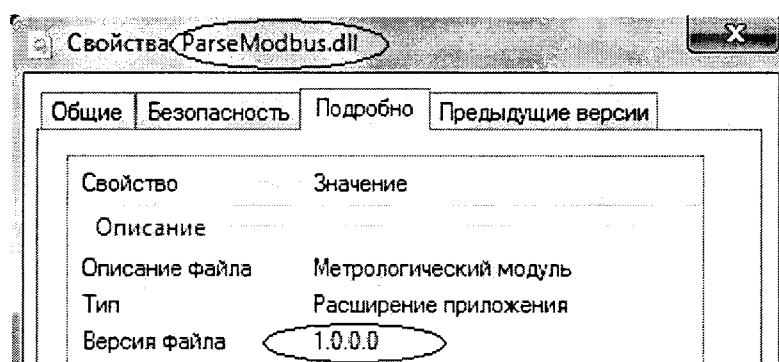 Свойства ParseModbus.dll
Общие Безопасность Подробно Предыдущие версии
Свойство Значение
Описание
Описание файла Метрологический модуль
Тип Расширение приложения
Версия файла 1.0.0.0